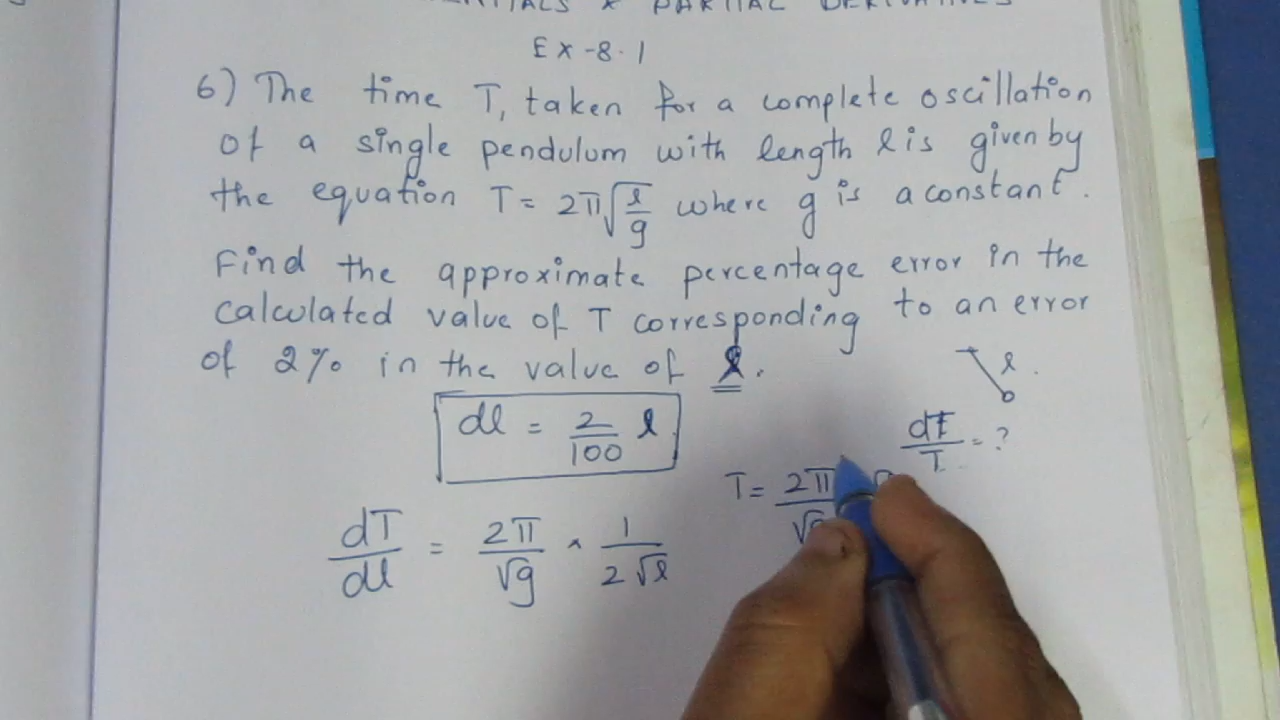 PARTIAL
Ex-8.1
6) The time T, taken for a complete oscillation
of a single pendulum with length l is given by
the equation T = 2π√(l/g) where g is a constant.
Find the approximate percentage error in the
calculated value of T corresponding to an error
of 2% in the value of l.
l
dl = 2/100 l
dT/T = ?
T = 2π/√
dT/dl = 2π/√g × 1/2√l